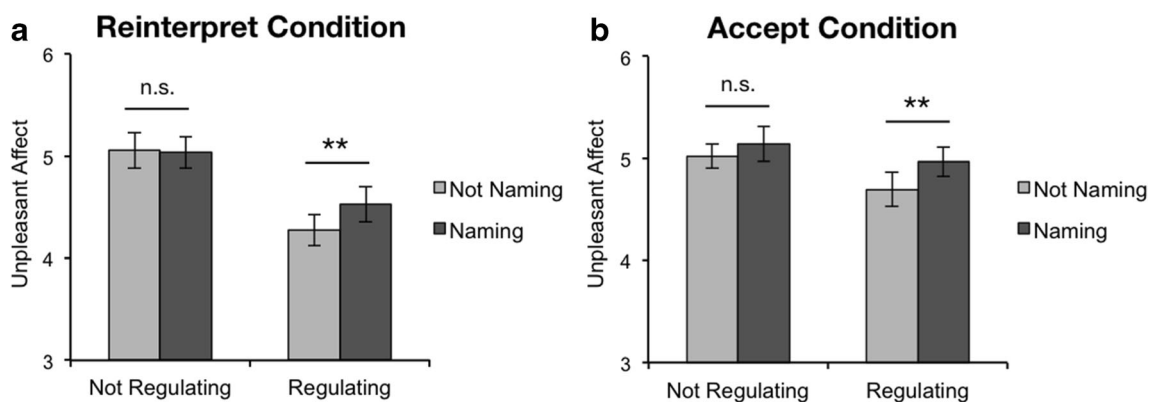 a
Reinterpret Condition
6
5
4
3
Unpleasant Affect
n.s.
**
Not Naming
Naming
Not Regulating
Regulating
b
Accept Condition
6
5
4
3
Unpleasant Affect
n.s.
**
Not Naming
Naming
Not Regulating
Regulating